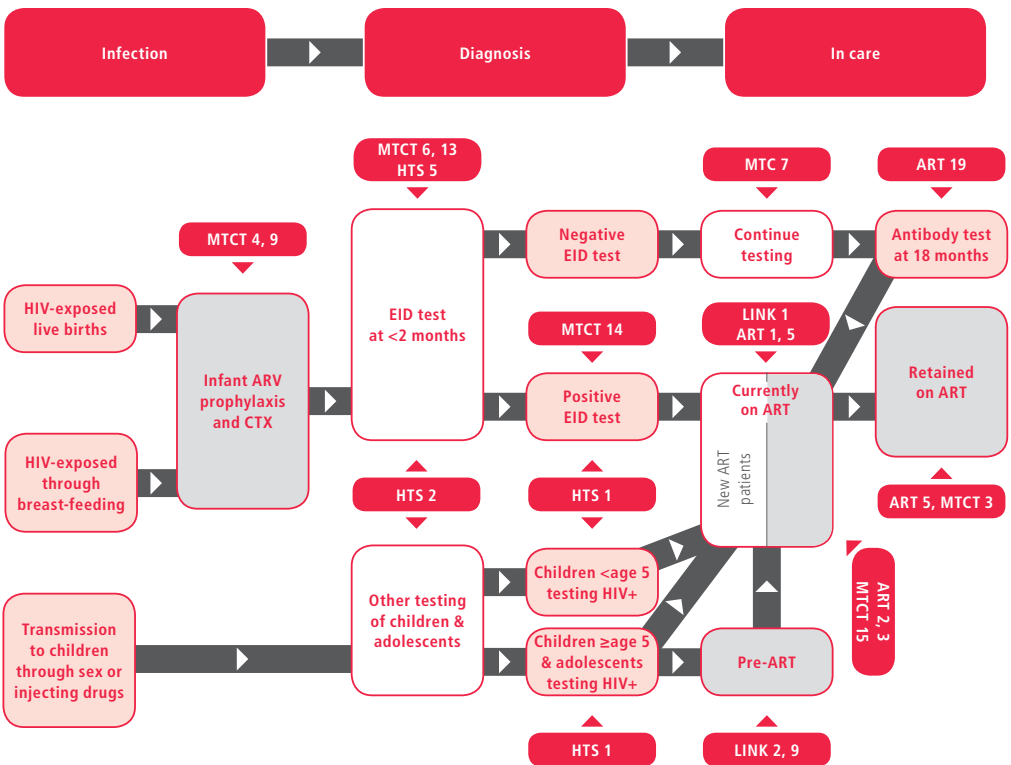 Infection
Diagnosis
In care
MTCT 6, 13
HTS 5
MTC 7
ART 19
MTCT 4, 9
Negative
EID test
Continue
testing
Antibody test
at 18 months
HIV-exposed
live births
EID test
at <2 months
MTCT 14
LINK 1
ART 1, 5
Infant ARV
prophylaxis
and CTX
Positive
EID test
Currently
on ART
New ART
patients
Retained
on ART
HIV-exposed
through
breast-feeding
HTS 2
HTS 1
ART 5, MTCT 3
Transmission
to children
through sex or
injecting drugs
Other testing
of children &
adolescents
Children <age 5
testing HIV+
Children ≥age 5
& adolescents
testing HIV+
Pre-ART
ART 2, 3
MTCT 15
HTS 1
LINK 2, 9